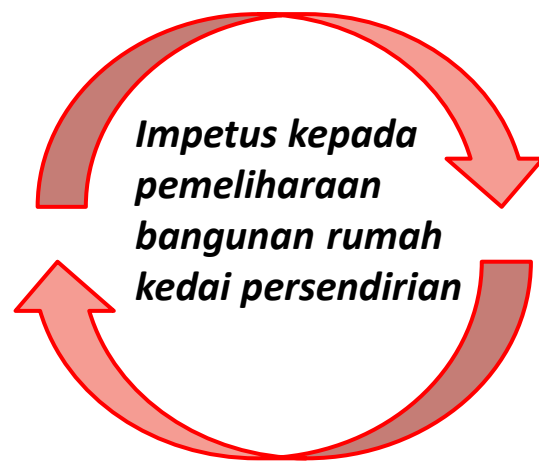 Impetus kepada
pemeliharaan
bangunan rumah
kedai persendirian